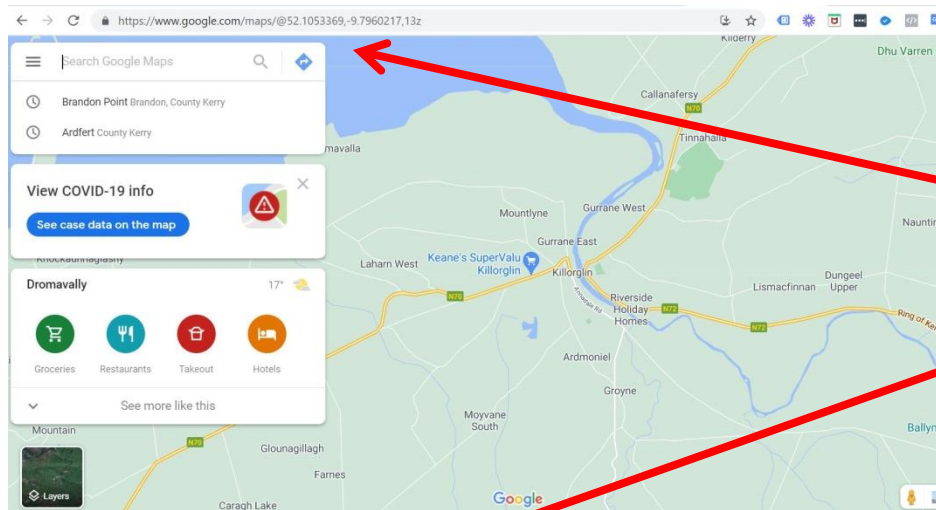 https://www.google.com/maps/@52.1053369,-9.7960217,13z
Search Google Maps
Brandon Point Brandon, County Kerry
Ardfert County Kerry
View COVID-19 info
See case data on the map
Dromavally
17°
Groceries
Restaurants
Takeout
Hotels
See more like this
Layers
Kilderry
Dhu Varren
Callanafersy
N70
Tinnahalla
mavalla
Mountlyne
Gurrane West
Gurrane East
Laharn West
Keane's SuperValu
Killorglin
Killorglin
Annadale Rd
N70
Riverside
Holiday
Homes
N72
Lismacfinnan
Dungeel
Upper
N72
Ring of Ke
Ardmoniel
Groyne
Moyvane
South
Mountain
N70
Glounagillagh
Farnes
Caragh Lake
Ballyn
Google